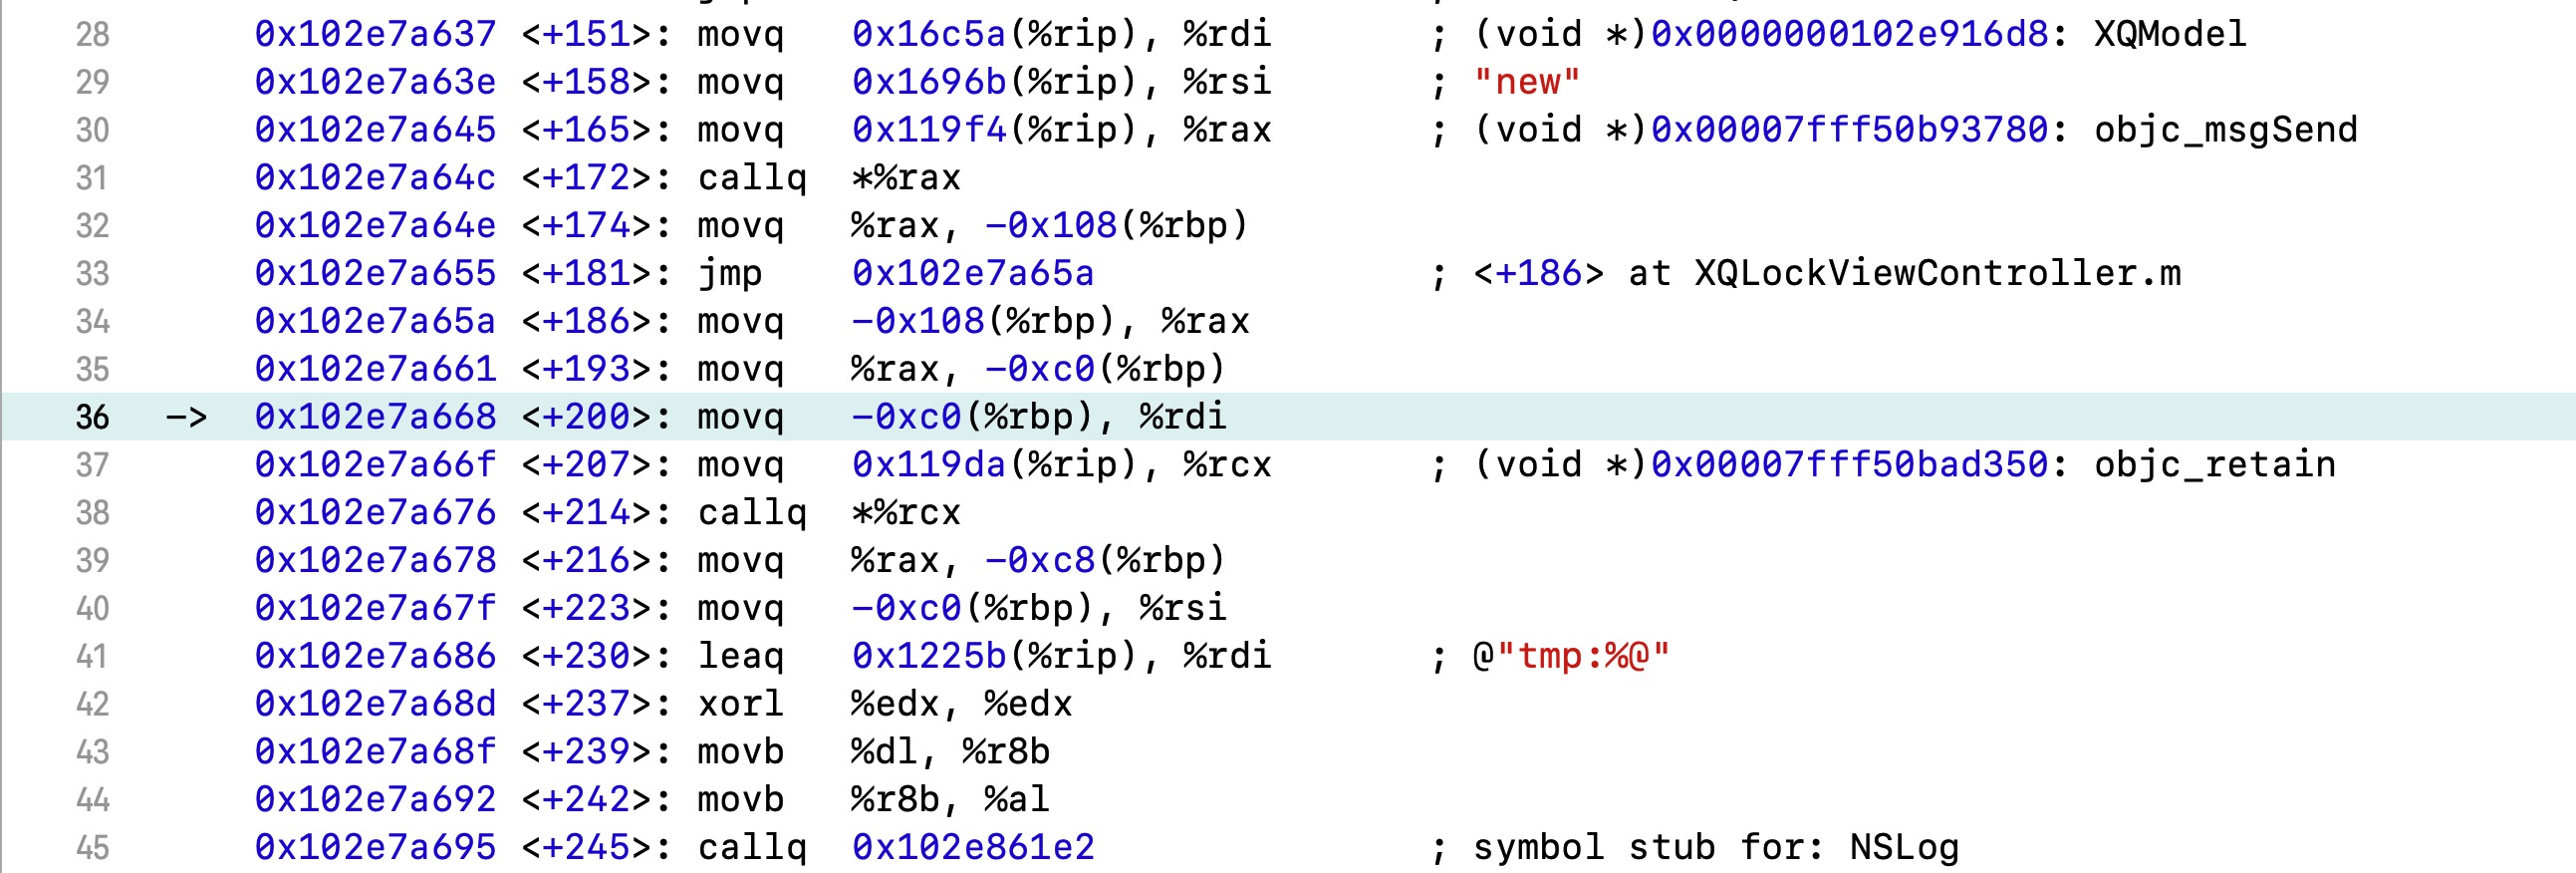 28 0x102e7a637 <+151>: movq 0x16c5a(%rip), %rdi ; (void *)0x0000000102e916d8: XQModel
29 0x102e7a63e <+158>: movq 0x1696b(%rip), %rsi ; "new"
30 0x102e7a645 <+165>: movq 0x119f4(%rip), %rax ; (void *)0x00007fff50b93780: objc_msgSend
31 0x102e7a64c <+172>: callq *%rax
32 0x102e7a64e <+174>: movq %rax, -0x108(%rbp)
33 0x102e7a655 <+181>: jmp 0x102e7a65a ; <+186> at XQLockViewController.m
34 0x102e7a65a <+186>: movq -0x108(%rbp), %rax
35 0x102e7a661 <+193>: movq %rax, -0xc0(%rbp)
36 -> 0x102e7a668 <+200>: movq -0xc0(%rbp), %rdi
37 0x102e7a66f <+207>: movq 0x119da(%rip), %rcx ; (void *)0x00007fff50bad350: objc_retain
38 0x102e7a676 <+214>: callq *%rcx
39 0x102e7a678 <+216>: movq %rax, -0xc8(%rbp)
40 0x102e7a67f <+223>: movq -0xc0(%rbp), %rsi
41 0x102e7a686 <+230>: leaq 0x1225b(%rip), %rdi ; @"tmp:%@"
42 0x102e7a68d <+237>: xorl %edx, %edx
43 0x102e7a68f <+239>: movb %dl, %r8b
44 0x102e7a692 <+242>: movb %r8b, %al
45 0x102e7a695 <+245>: callq 0x102e861e2 ; symbol stub for: NSLog